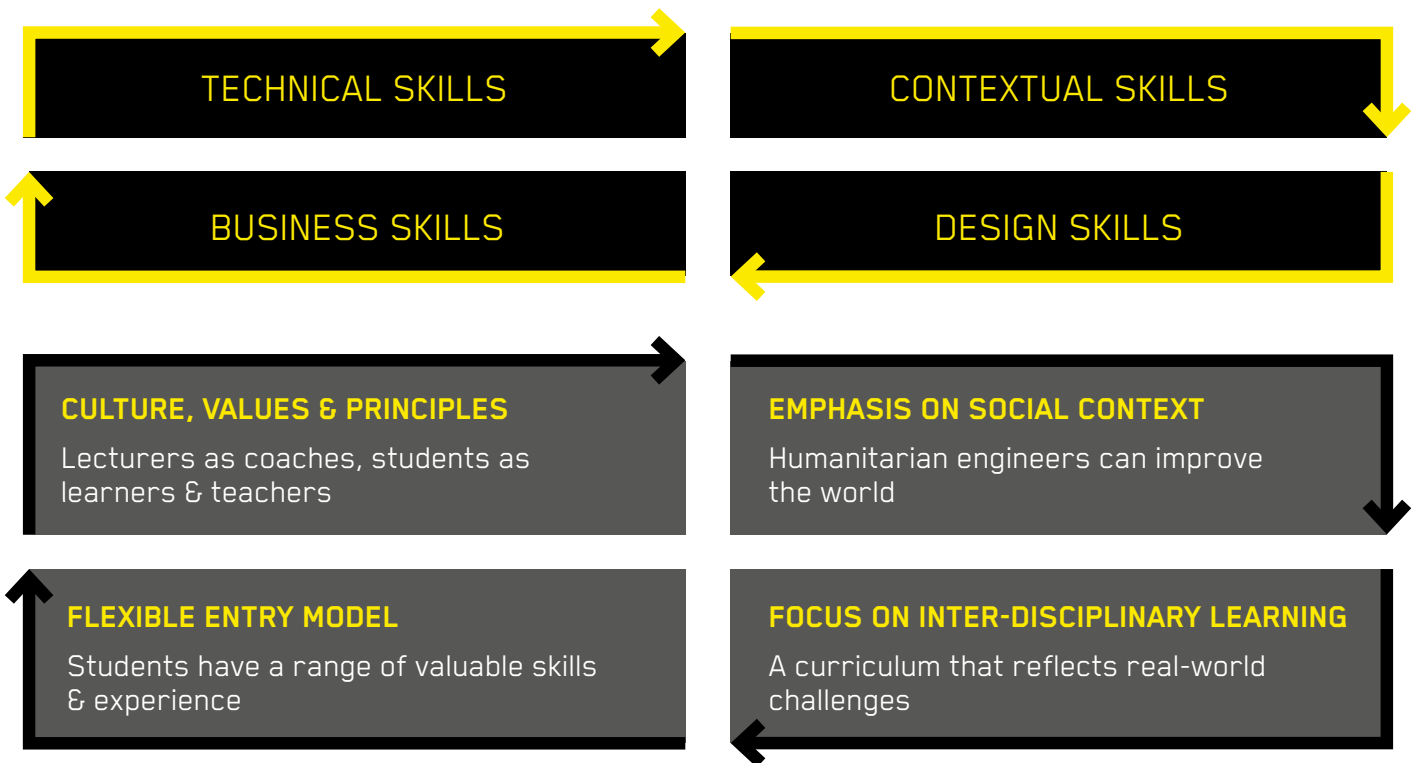 TECHNICAL SKILLS
CONTEXTUAL SKILLS
BUSINESS SKILLS
DESIGN SKILLS
CULTURE, VALUES & PRINCIPLES
Lecturers as coaches, students as
learners & teachers
EMPHASIS ON SOCIAL CONTEXT
Humanitarian engineers can improve
the world
FLEXIBLE ENTRY MODEL
Students have a range of valuable skills
& experience
FOCUS ON INTER-DISCIPLINARY LEARNING
A curriculum that reflects real-world
challenges